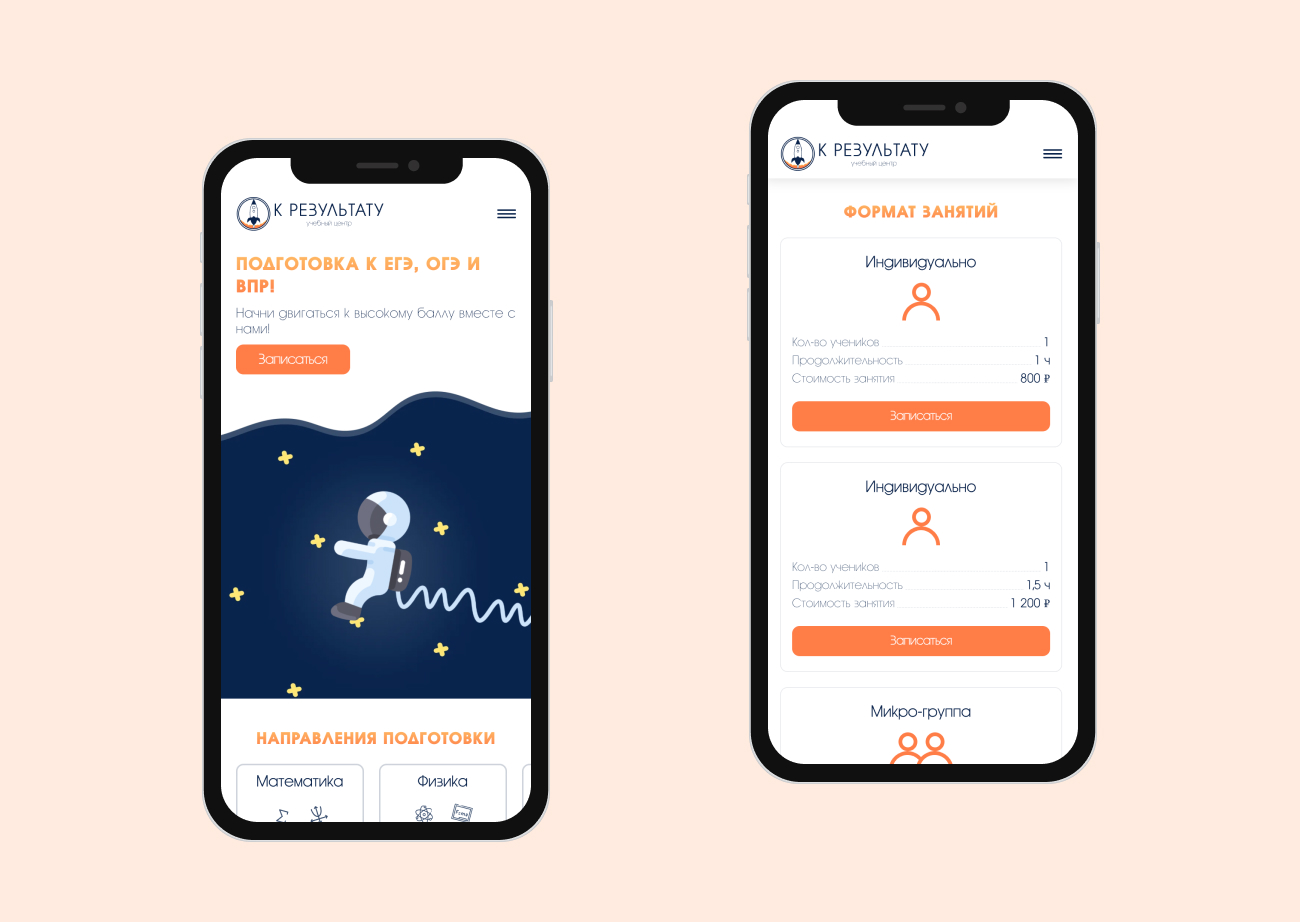 К РЕЗУЛЬТАТУ
учебный центр
ПОДГОТОВКА К ЕГЭ, ОГЭ И
ВПР!
Начни двигаться к высокому баллу вместе с
нами!
Записаться
НАПРАВЛЕНИЯ ПОДГОТОВКИ
Математика
Физика
К РЕЗУЛЬТАТУ
учебный центр
ФОРМАТ ЗАНЯТИЙ
Индивидуально
Кол-во учеников 1
Продолжительность 1 ч
Стоимость занятия 800 ₽
Записаться
Индивидуально
Кол-во учеников 1
Продолжительность 1,5 ч
Стоимость занятия 1 200 ₽
Записаться
Микро-группа